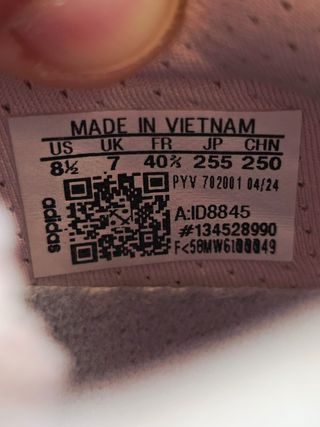 MADE IN VIETNAM
US UK FR JP CHN
8½ 7 40⅔ 255 250
PYV 702001 04/24
adidas
A:ID8845
#134528990